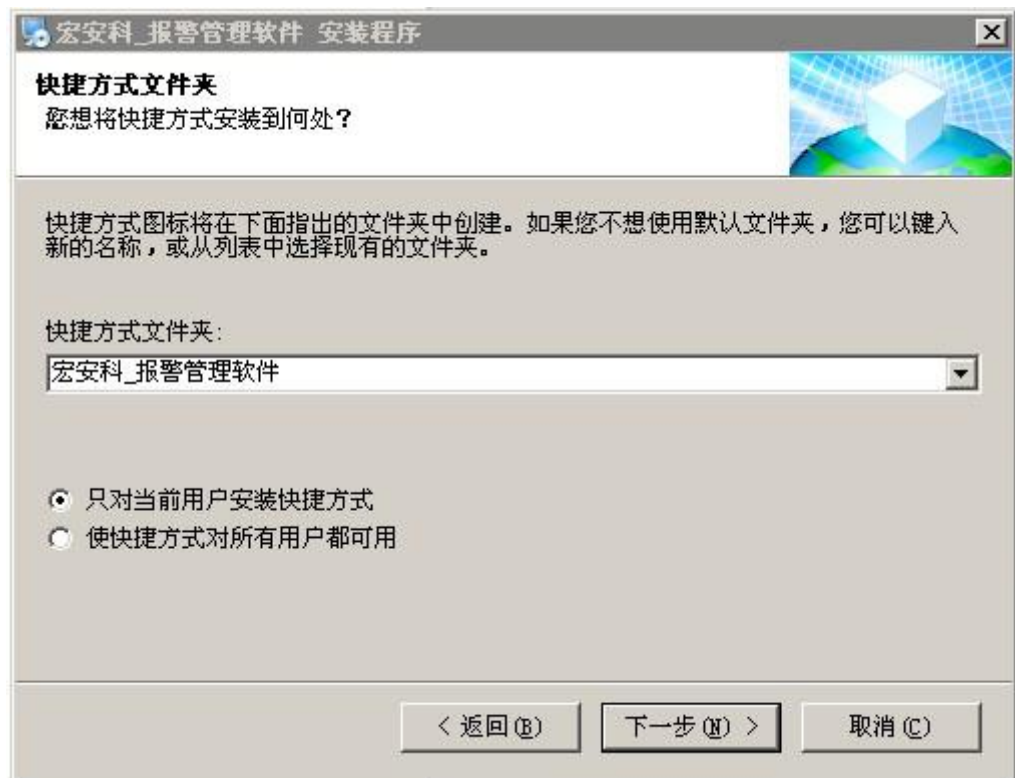 宏安科_报警管理软件 安装程序
快捷方式文件夹
您想将快捷方式安装到何处?
快捷方式图标将在下面指出的文件夹中创建。如果您不想使用默认文件夹,您可以键入
新的名称,或从列表中选择现有的文件夹。
快捷方式文件夹:
宏安科_报警管理软件
只对当前用户安装快捷方式
使快捷方式对所有用户都可用
< 返回(B) 下一步(N) > 取消(C)